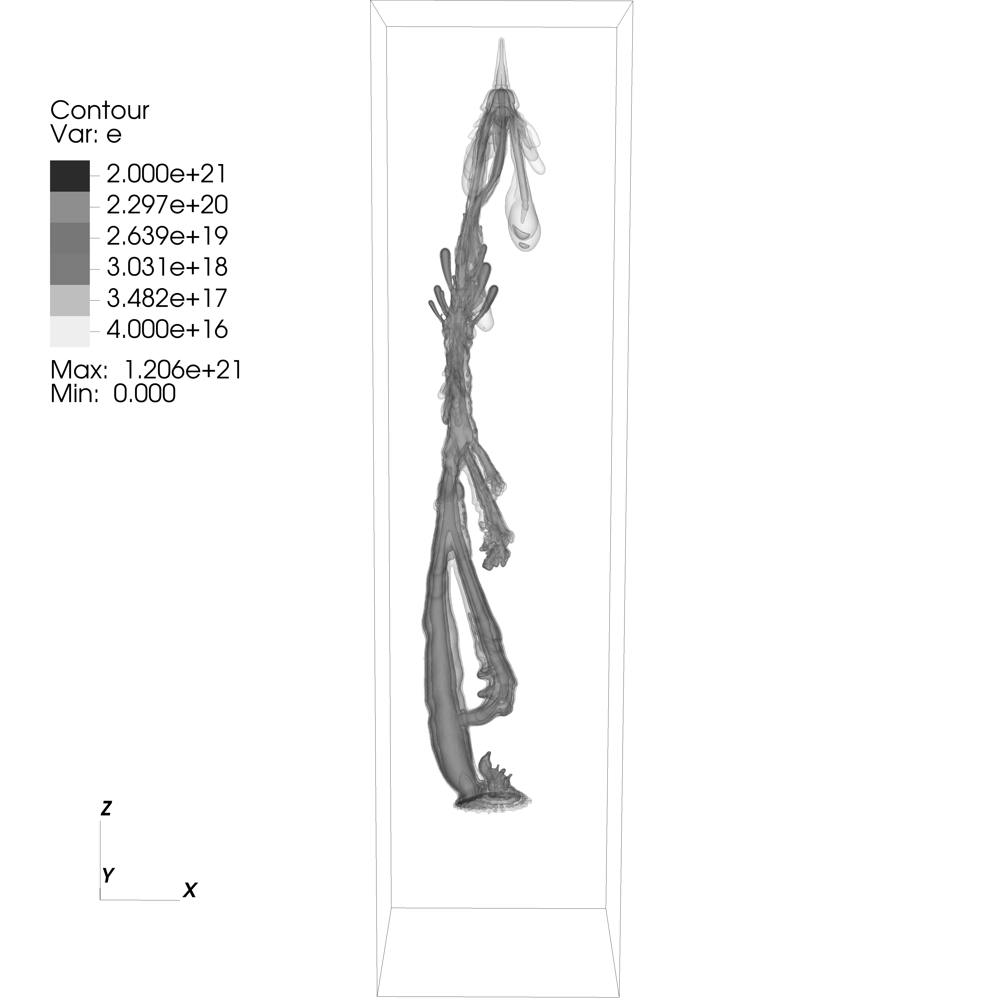 Contour
Var: e
2.000e+21
2.297e+20
2.639e+19
3.031e+18
3.482e+17
4.000e+16
Max: 1.206e+21
Min: 0.000
Z
Y
X